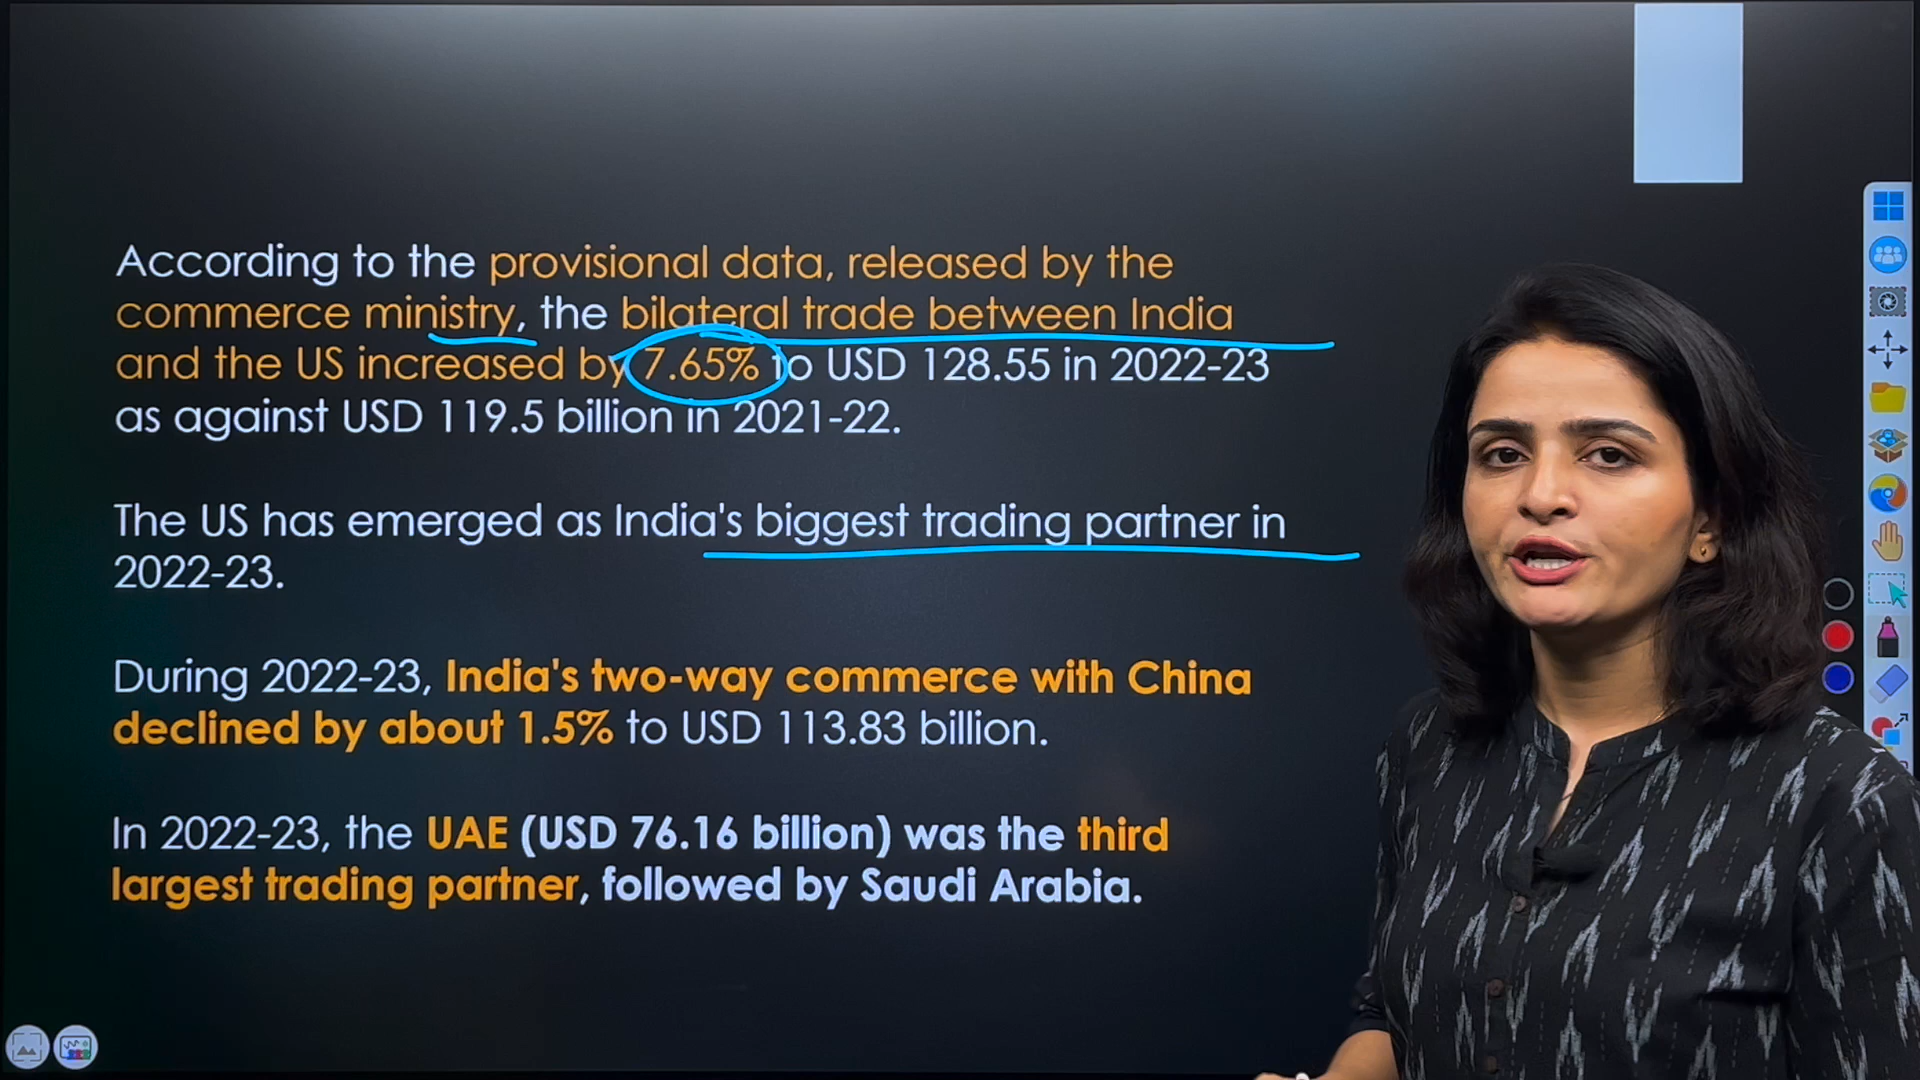 According to the provisional data, released by the
commerce ministry, the bilateral trade between India
and the US increased by 7.65% to USD 128.55 in 2022-23
as against USD 119.5 billion in 2021-22.
The US has emerged as India's biggest trading partner in
2022-23.
During 2022-23, India's two-way commerce with China
declined by about 1.5% to USD 113.83 billion.
In 2022-23, the UAE (USD 76.16 billion) was the third
largest trading partner, followed by Saudi Arabia.